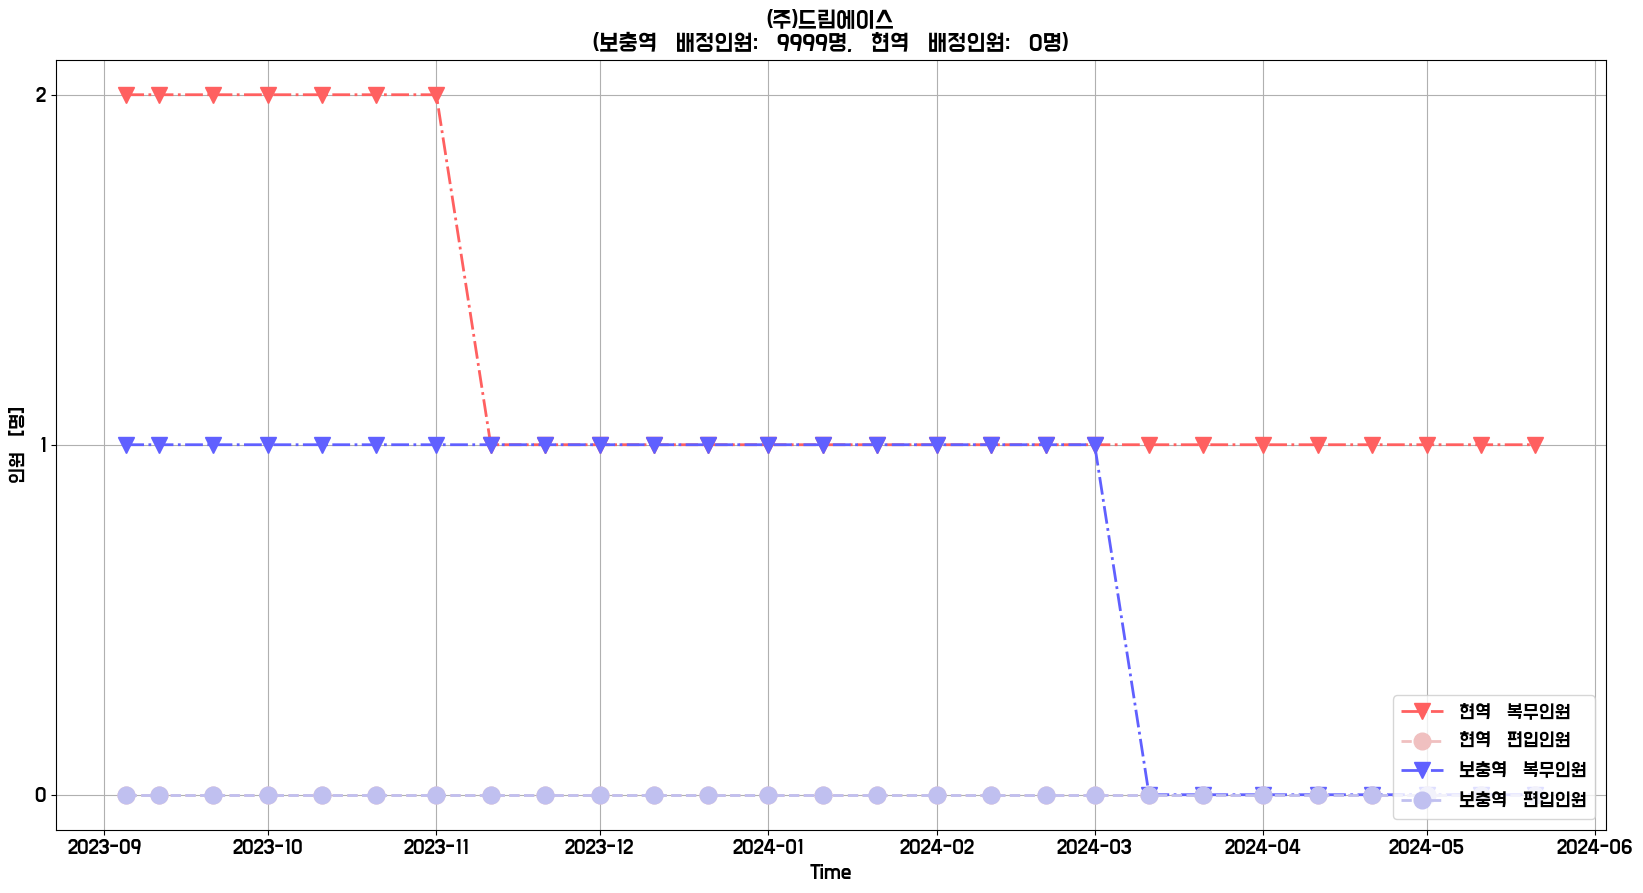 (주)드림에이스
(보충역 배정인원: 9999명, 현역 배정인원: 0명)
인원 [명]
2
1
0
현역 복무인원
현역 편입인원
보충역 복무인원
보충역 편입인원
2023-09 2023-10 2023-11 2023-12 2024-01 2024-02 2024-03 2024-04 2024-05 2024-06
Time